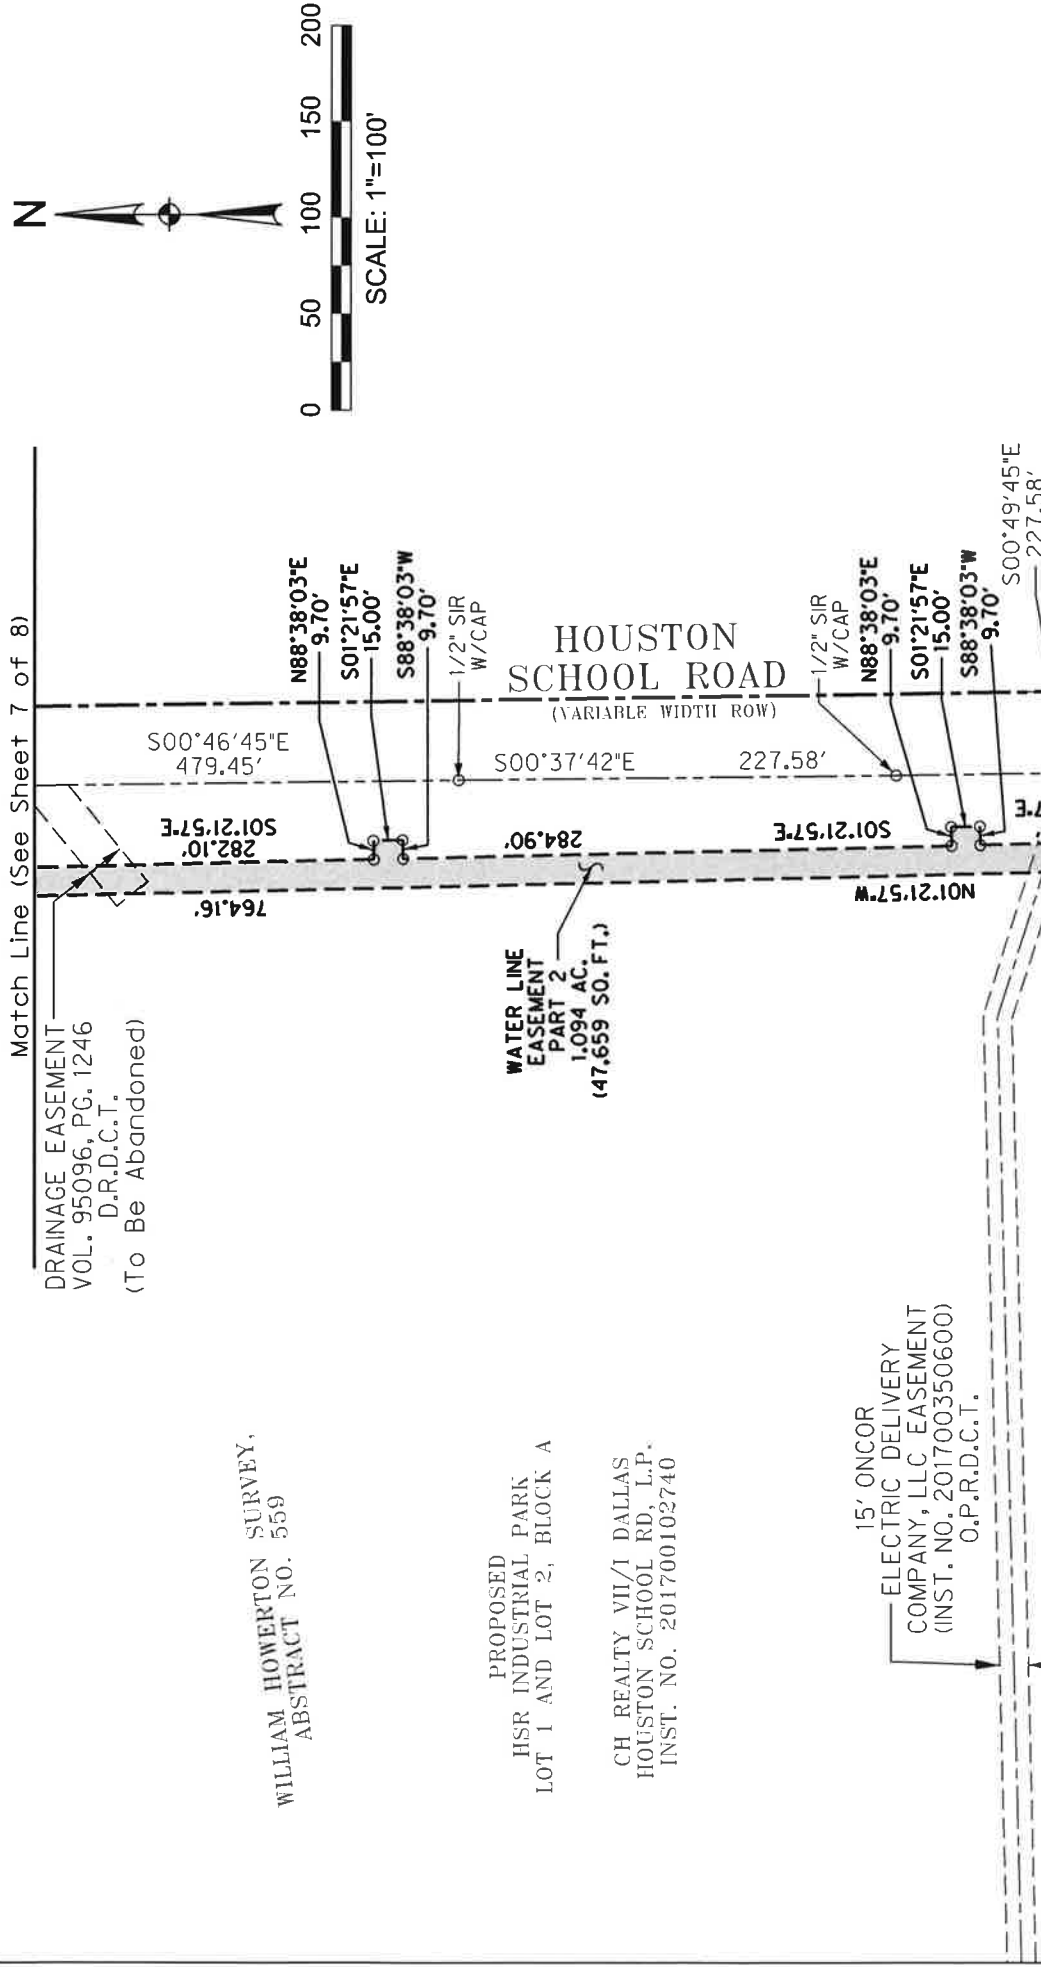 Match Line (See Sheet 7 of 8)
N
0 50 100 150 200
SCALE: 1"=100'
DRAINAGE EASEMENT
VOL. 95096, PG. 1246
D.R.D.C.T.
(To Be Abandoned)
S00°46'45"E
479.45'
S01°21'57"E
282.10'
764.16'
N88°38'03"E
9.70'
S01°21'57"E
15.00'
S88°38'03"W
9.70'
1/2" SIR
W/CAP
HOUSTON
SCHOOL ROAD
(VARIABLE WIDTH ROW)
S00°37'42"E 227.58'
284.90'
S01°21'57"E
N01°21'57"W
WATER LINE
EASEMENT
PART 2
1.094 AC.
(47,659 SQ. FT.)
1/2" SIR
W/CAP
N88°38'03"E
9.70'
S01°21'57"E
15.00'
S88°38'03"W
9.70'
S00°49'45"E
227.58'
7"E
WILLIAM HOWERTON SURVEY,
ABSTRACT NO. 559
PROPOSED
HSR INDUSTRIAL PARK
LOT 1 AND LOT 2, BLOCK A
CH REALTY VII/I DALLAS
HOUSTON SCHOOL RD, L.P.
INST. NO. 201700102740
15' ONCOR
ELECTRIC DELIVERY
COMPANY, LLC EASEMENT
(INST. NO. 201700350600)
O.P.R.D.C.T.